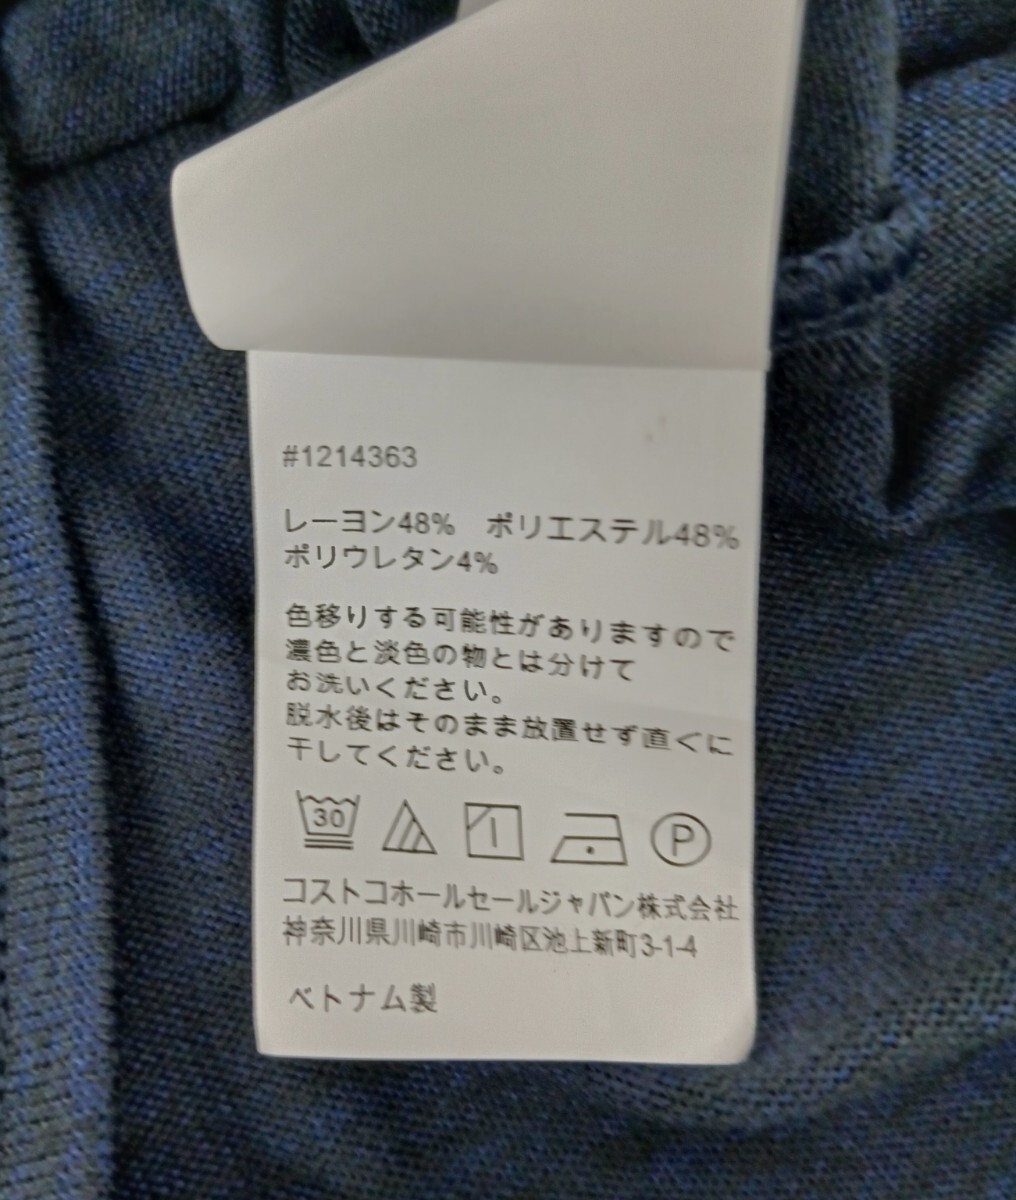 #1214363
レーヨン48%　ポリエステル48%
ポリウレタン4%
色移りする可能性がありますので
濃色と淡色の物とは分けて
お洗いください。
脱水後はそのまま放置せず直ぐに
干してください。
30 P
コストコホールセールジャパン株式会社
神奈川県川崎市川崎区池上新町3-1-4
ベトナム製